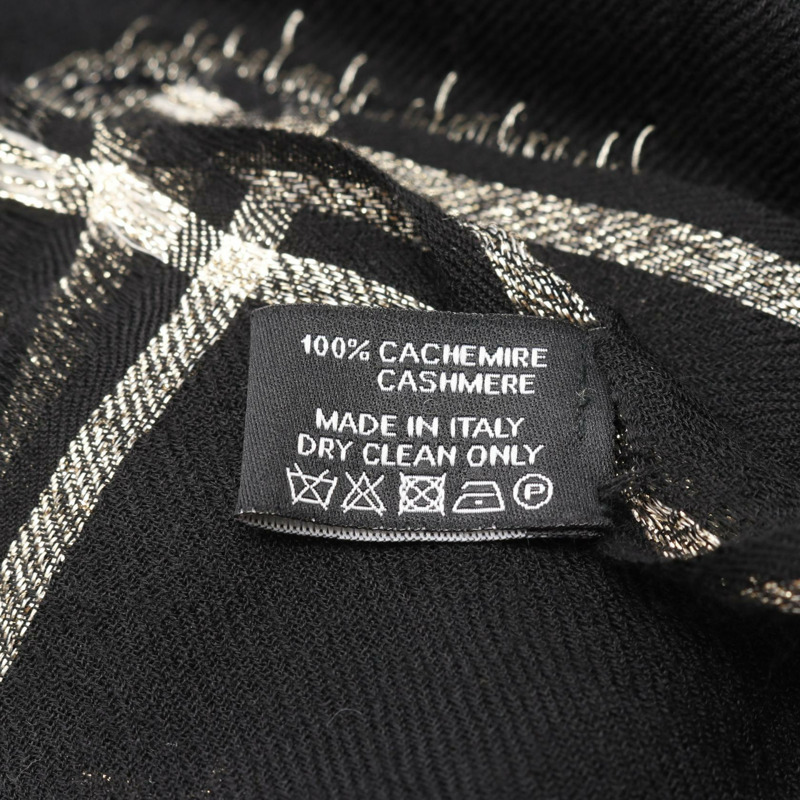 100% CACHEMIRE
CASHMERE
MADE IN ITALY
DRY CLEAN ONLY
P